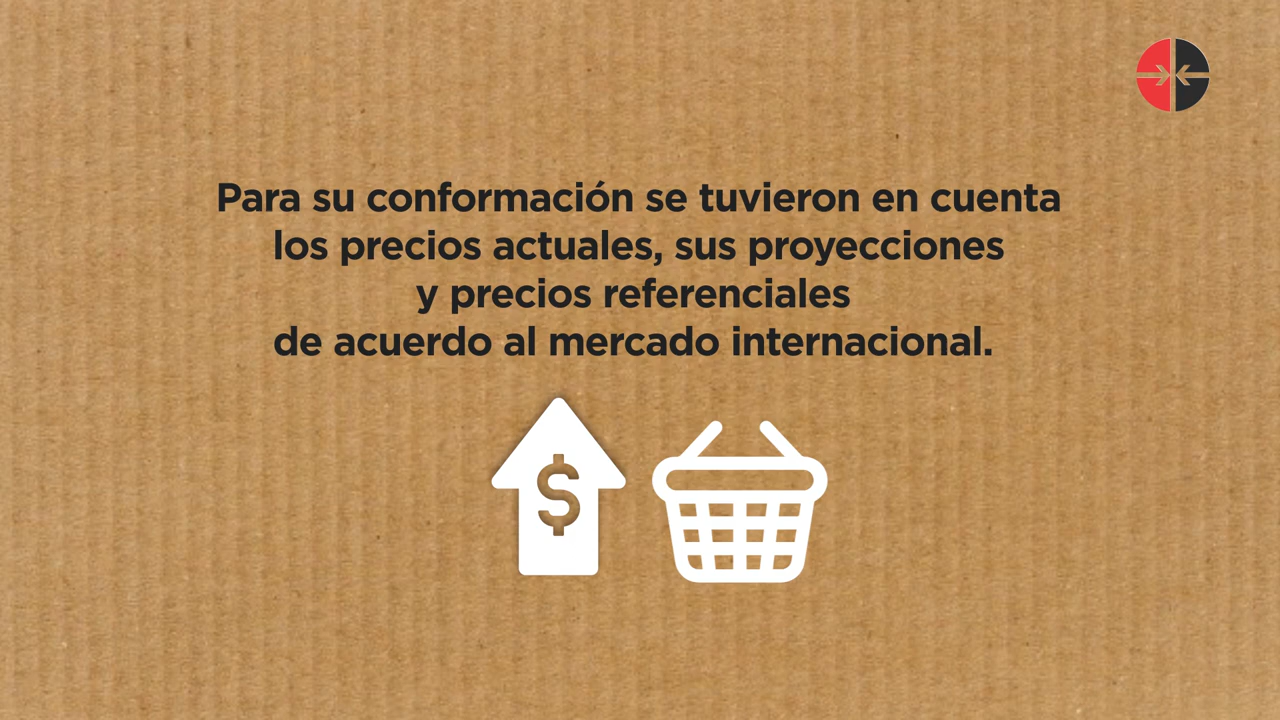 Para su conformación se tuvieron en cuenta
los precios actuales, sus proyecciones
y precios referenciales
de acuerdo al mercado internacional.
$